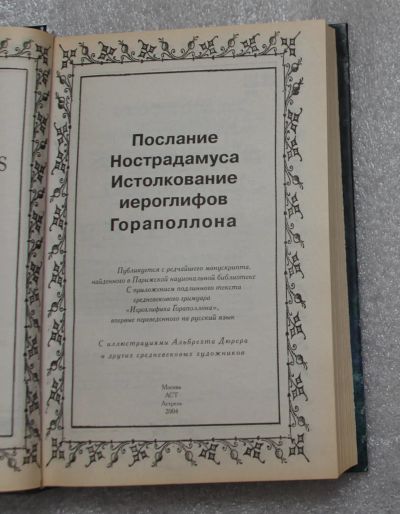 S
Послание
Нострадамуса
Истолкование
иероглифов
Гораполлона
Публикуется с редчайшего манускрипта,
найденного в Парижской национальной библиотеке
С приложением подлинного текста
средневекового гримуара
«Иероглифика Гораполлона»,
впервые переведенного на русский язык
С иллюстрациями Альбрехта Дюрера
и других средневековых художников
Москва
АСТ
Астрель
2004